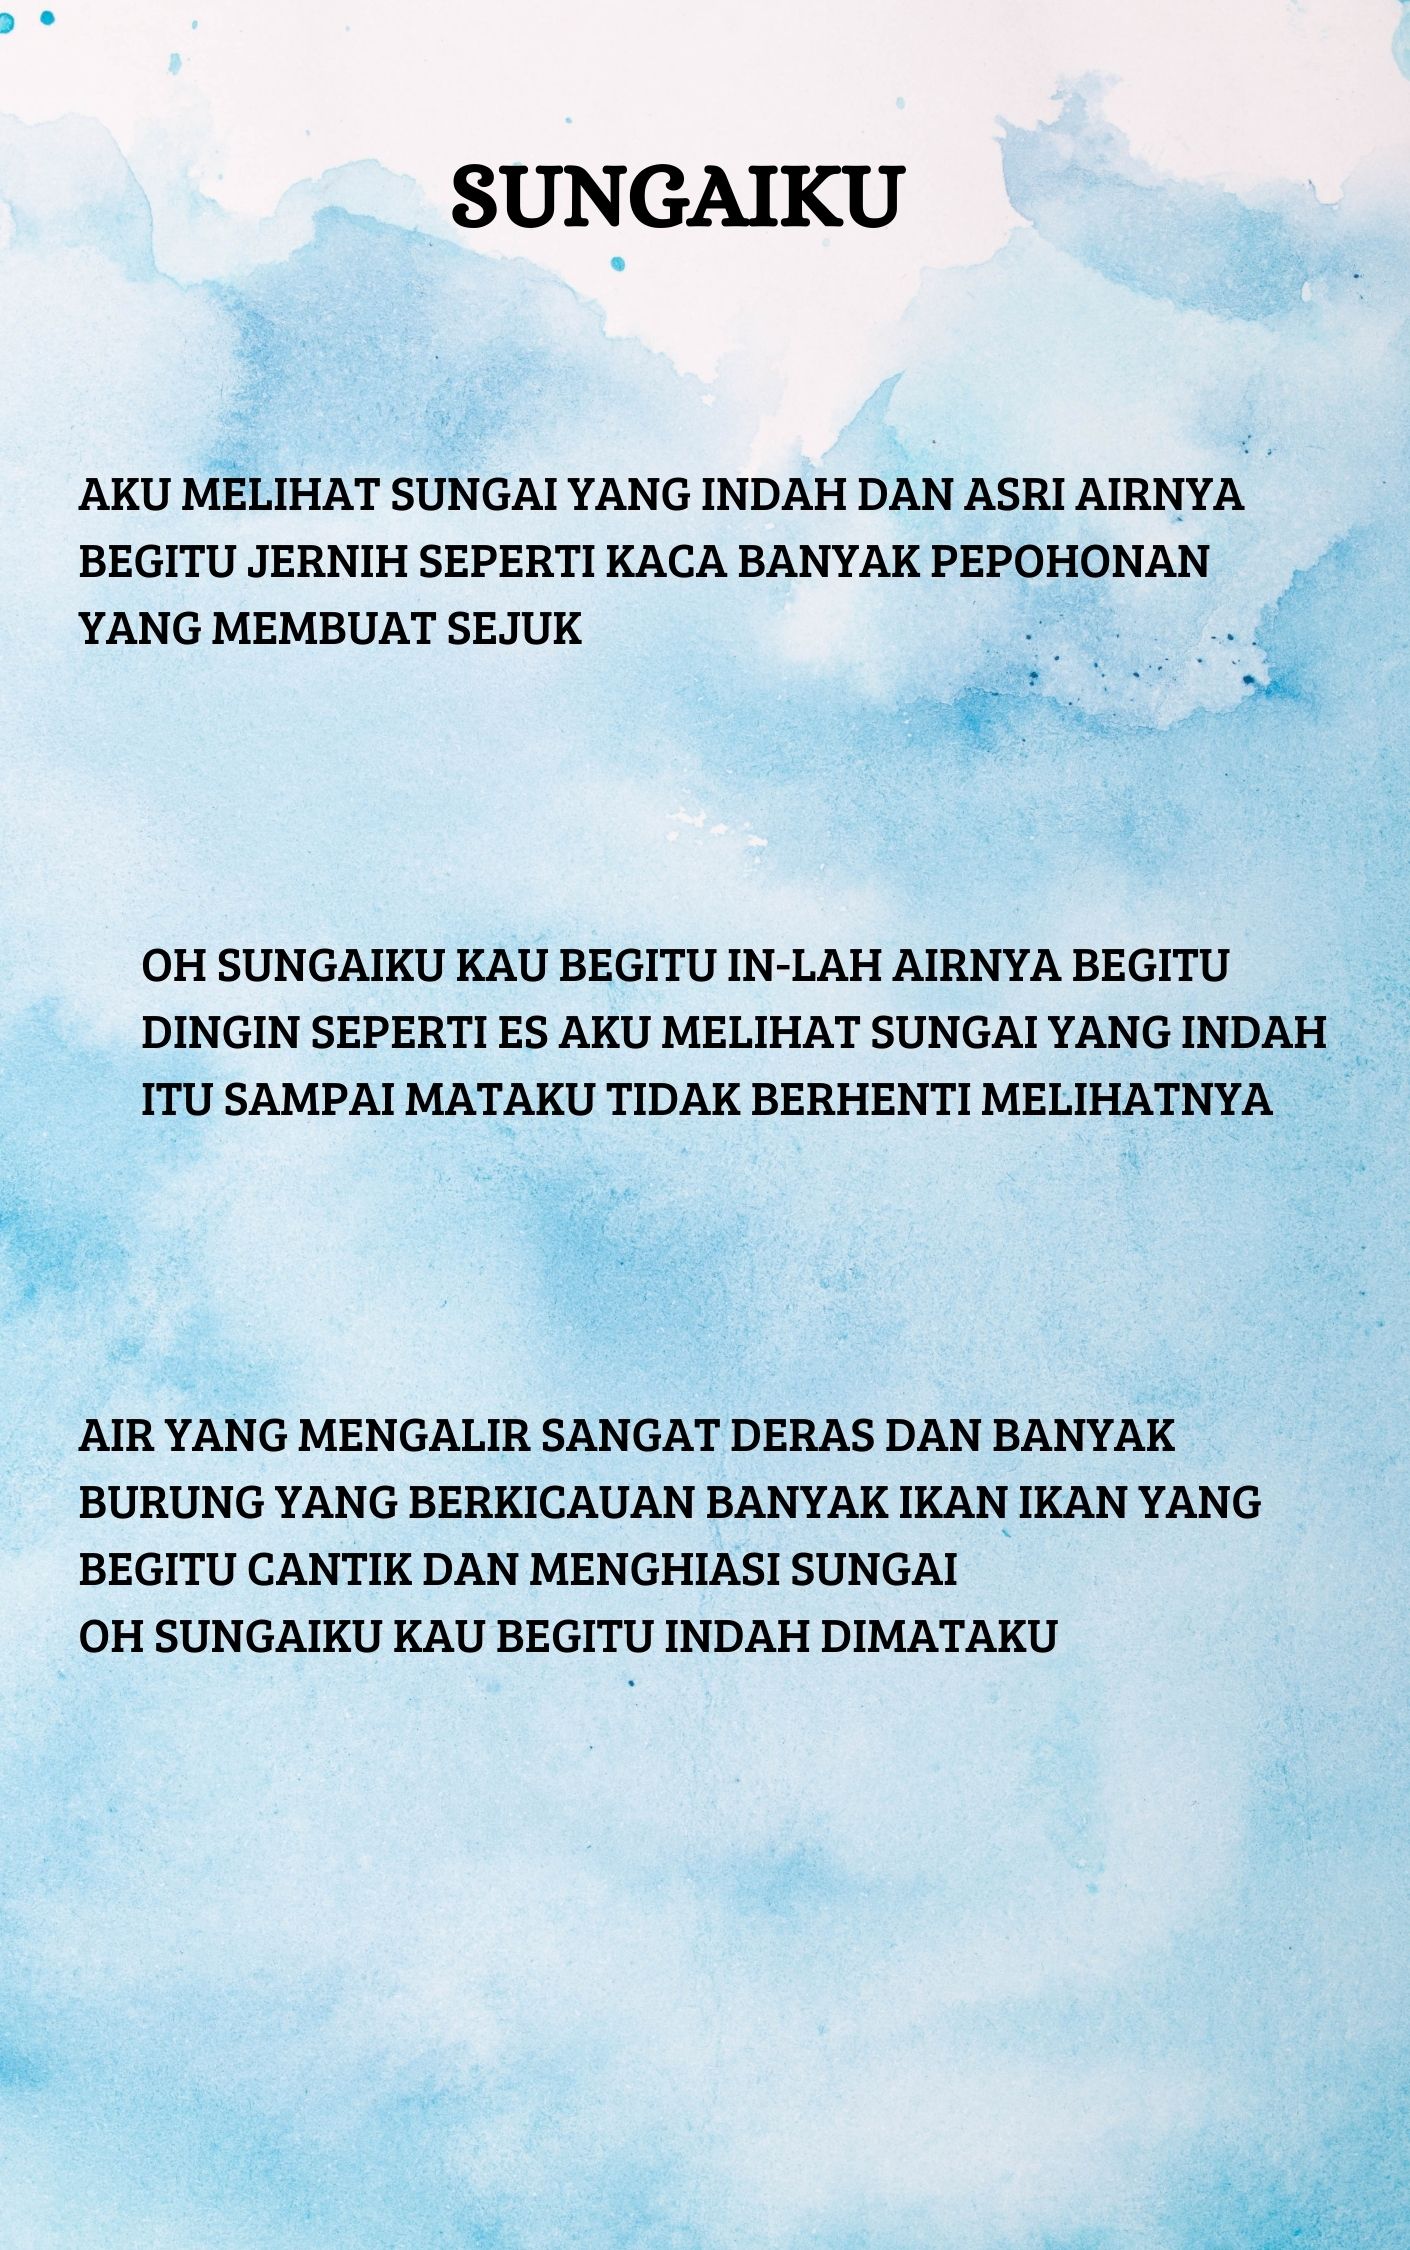 SUNGAIKU
AKU MELIHAT SUNGAI YANG INDAH DAN ASRI AIRNYA
BEGITU JERNIH SEPERTI KACA BANYAK PEPOHONAN
YANG MEMBUAT SEJUK
OH SUNGAIKU KAU BEGITU IN-LAH AIRNYA BEGITU
DINGIN SEPERTI ES AKU MELIHAT SUNGAI YANG INDAH
ITU SAMPAI MATAKU TIDAK BERHENTI MELIHATNYA
AIR YANG MENGALIR SANGAT DERAS DAN BANYAK
BURUNG YANG BERKICAUAN BANYAK IKAN IKAN YANG
BEGITU CANTIK DAN MENGHIASI SUNGAI
OH SUNGAIKU KAU BEGITU INDAH DIMATAKU